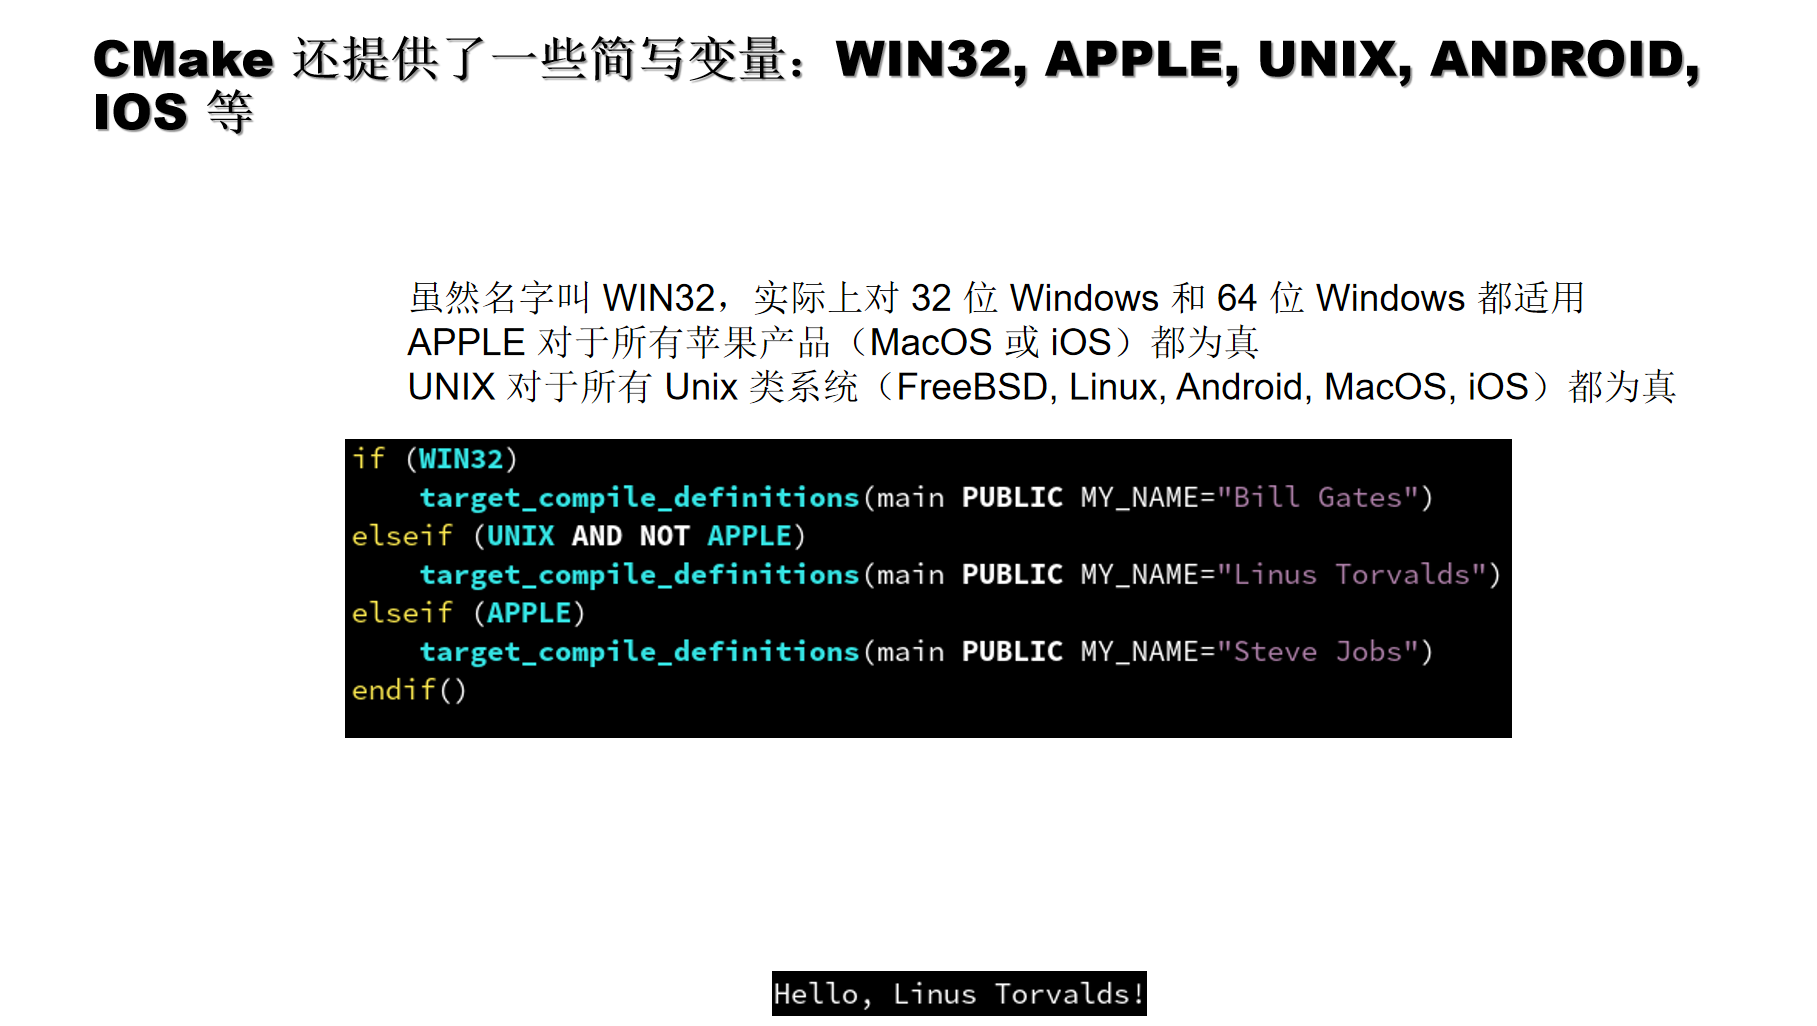 CMake 还提供了一些简写变量：WIN32, APPLE, UNIX, ANDROID,
IOS 等
虽然名字叫 WIN32，实际上对 32 位 Windows 和 64 位 Windows 都适用
APPLE 对于所有苹果产品（MacOS 或 iOS）都为真
UNIX 对于所有 Unix 类系统（FreeBSD, Linux, Android, MacOS, iOS）都为真
if (WIN32)
    target_compile_definitions(main PUBLIC MY_NAME="Bill Gates")
elseif (UNIX AND NOT APPLE)
    target_compile_definitions(main PUBLIC MY_NAME="Linus Torvalds")
elseif (APPLE)
    target_compile_definitions(main PUBLIC MY_NAME="Steve Jobs")
endif()
Hello, Linus Torvalds!